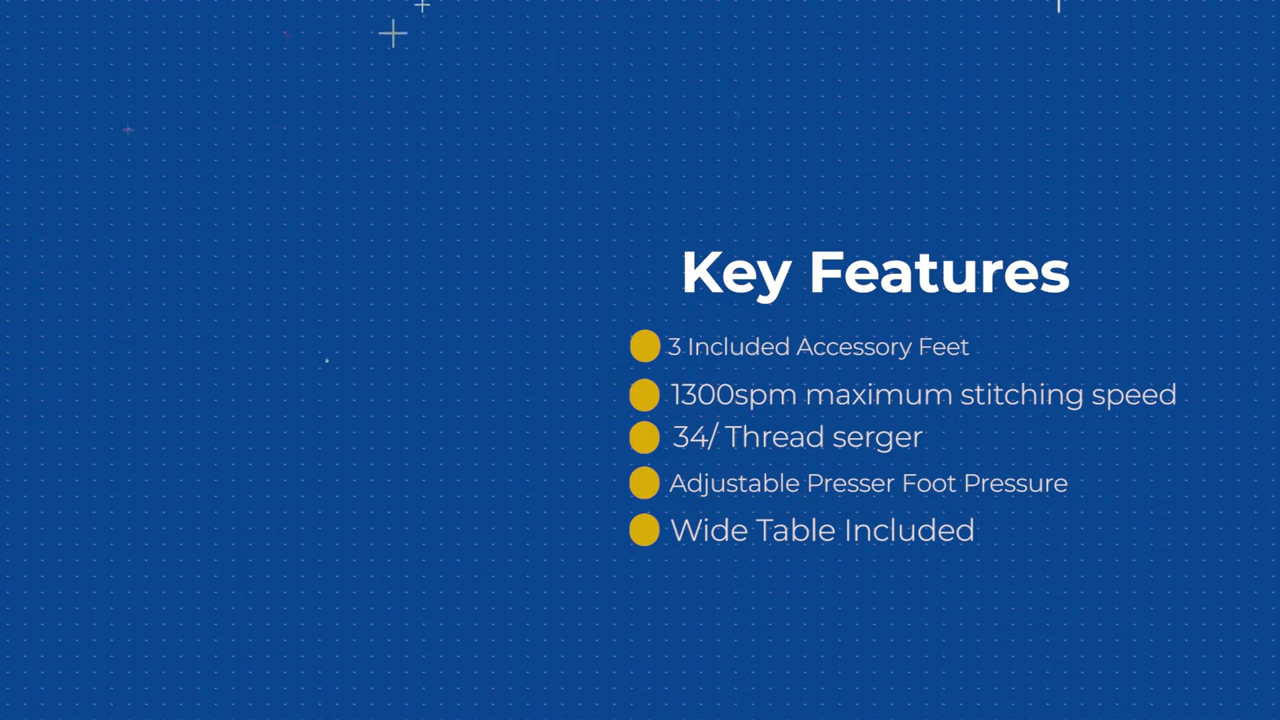 Key Features
3 Included Accessory Feet
1300spm maximum stitching speed
34/ Thread serger
Adjustable Presser Foot Pressure
Wide Table Included